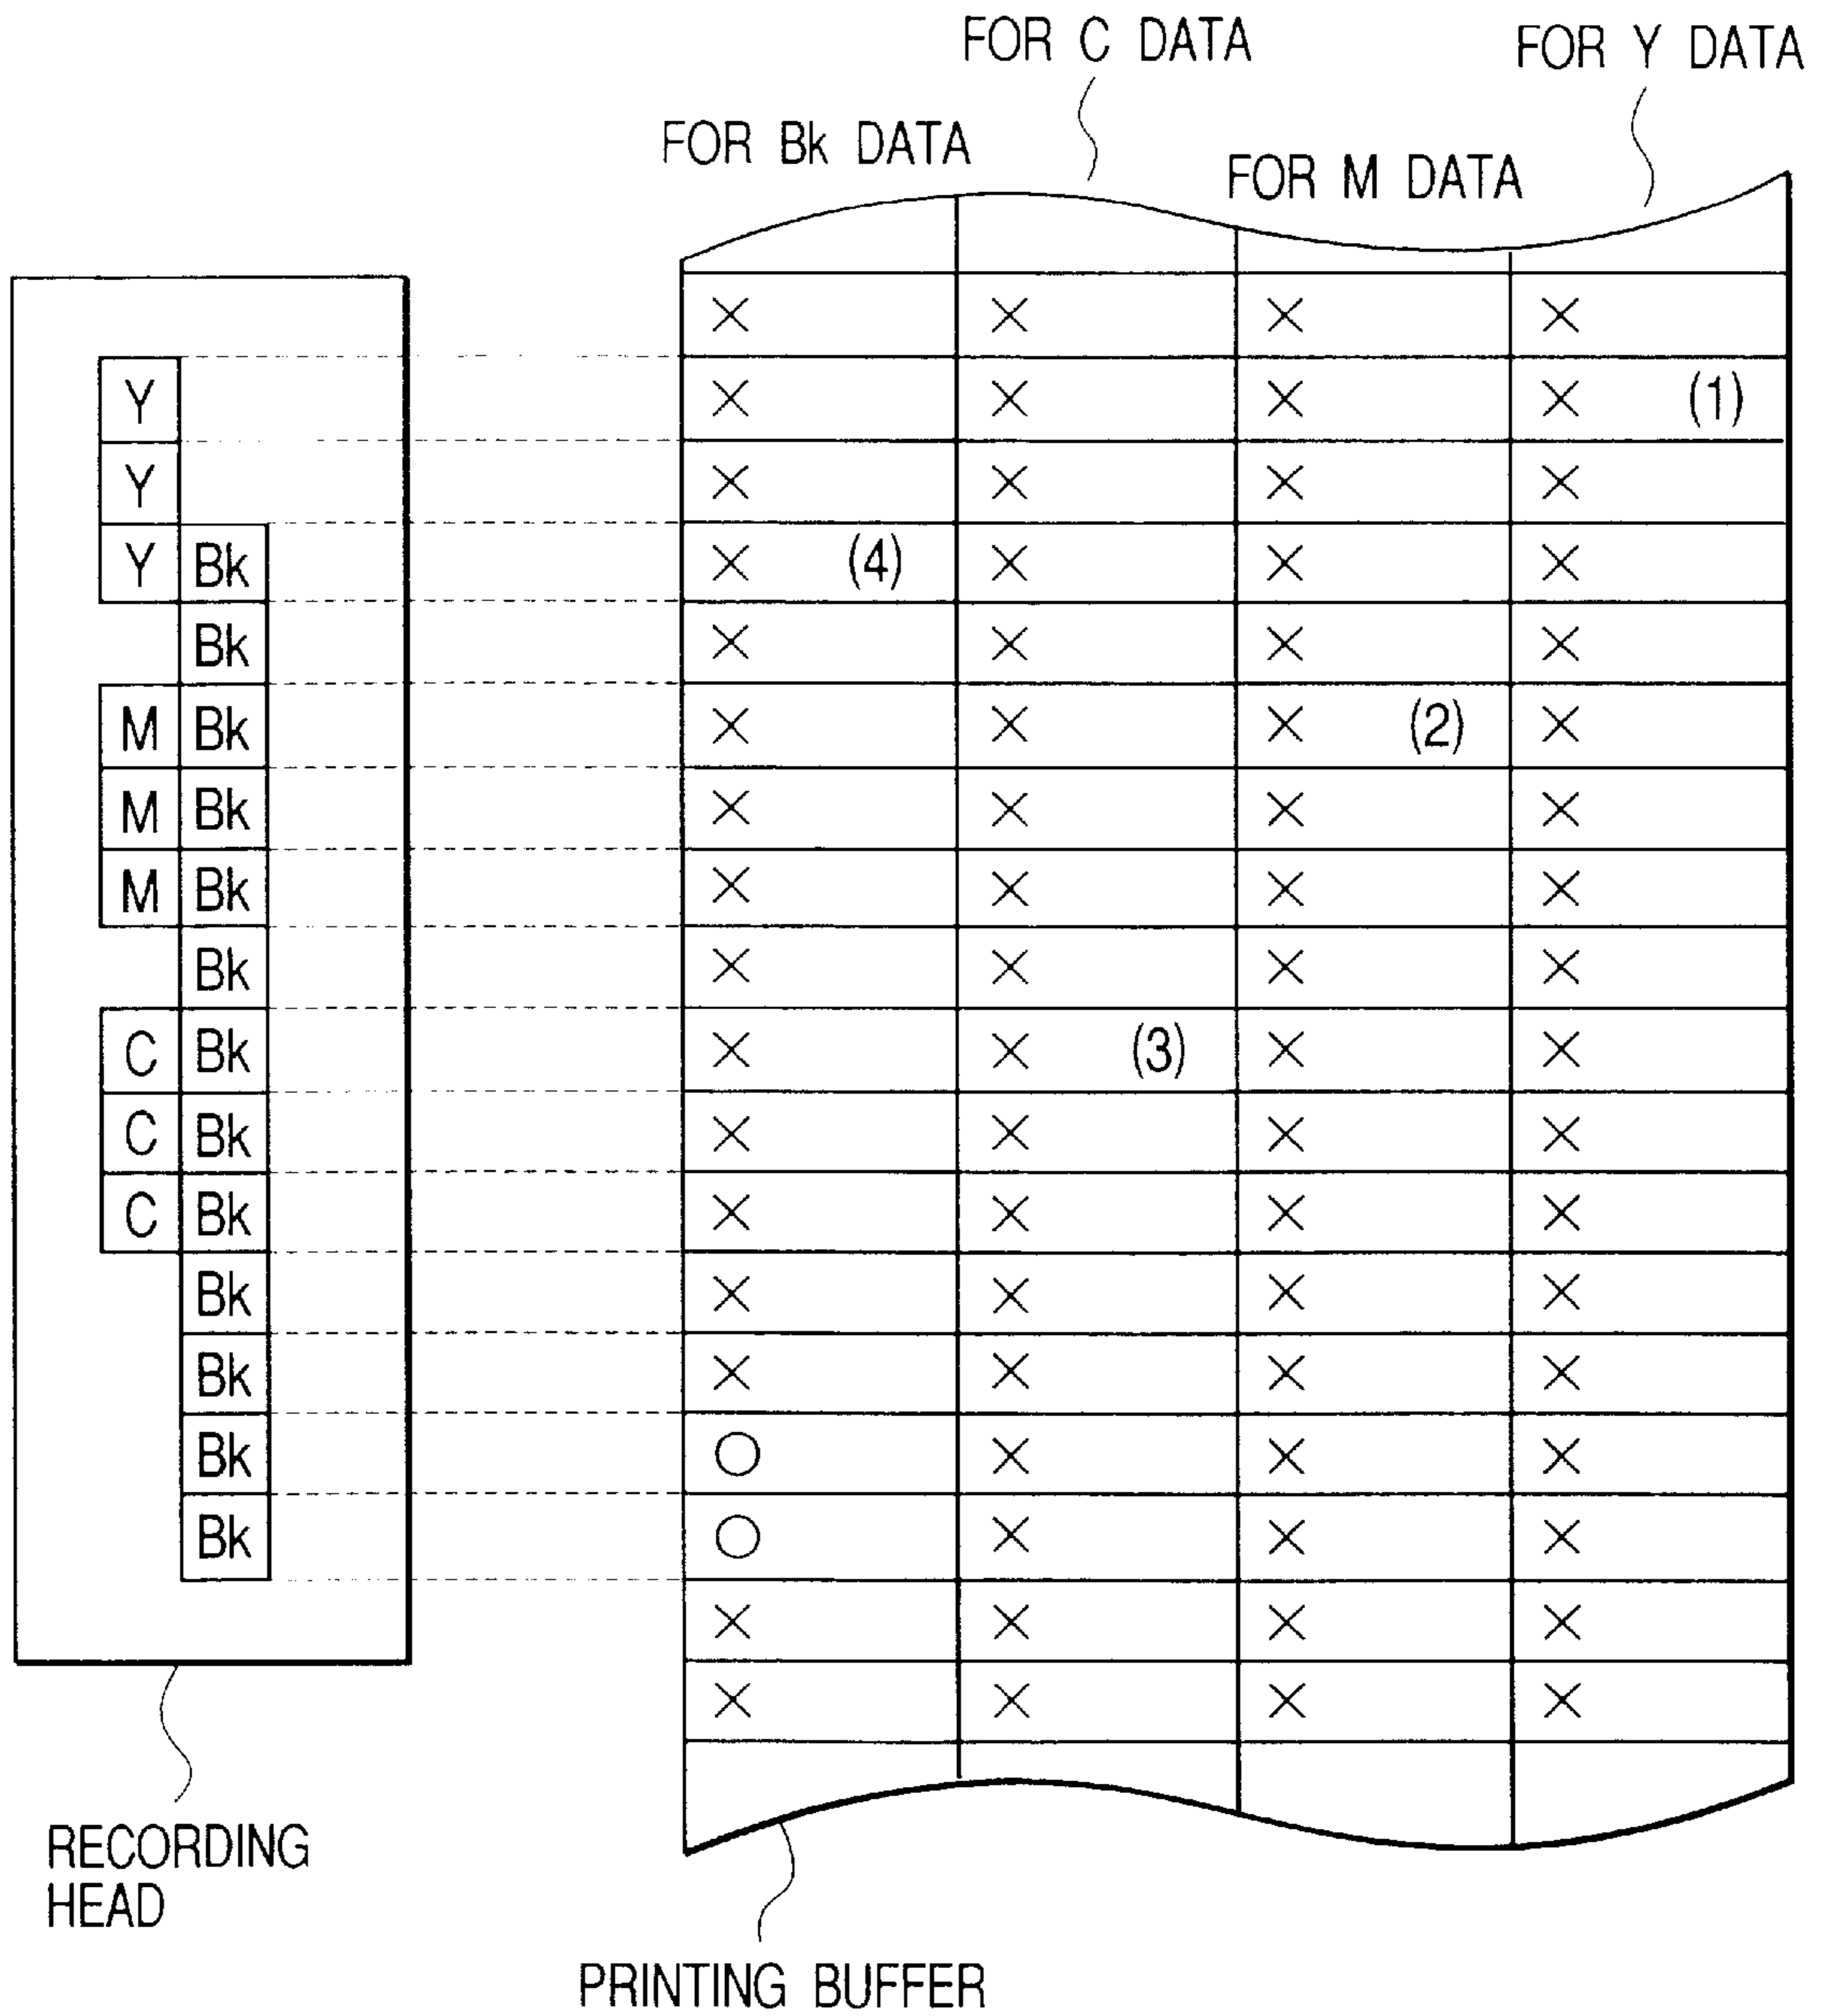 FOR C DATA
FOR Y DATA
FOR Bk DATA
FOR M DATA
× × × ×
Y × × × × (1)
Y × × × ×
Y Bk × (4) × × ×
Bk × × × ×
M Bk × × × (2) ×
M Bk × × × ×
M Bk × × × ×
Bk × × × ×
C Bk × × (3) × ×
C Bk × × × ×
C Bk × × × ×
Bk × × × ×
Bk × × × ×
Bk ○ × × ×
Bk ○ × × ×
× × × ×
× × × ×
RECORDING
HEAD
PRINTING BUFFER